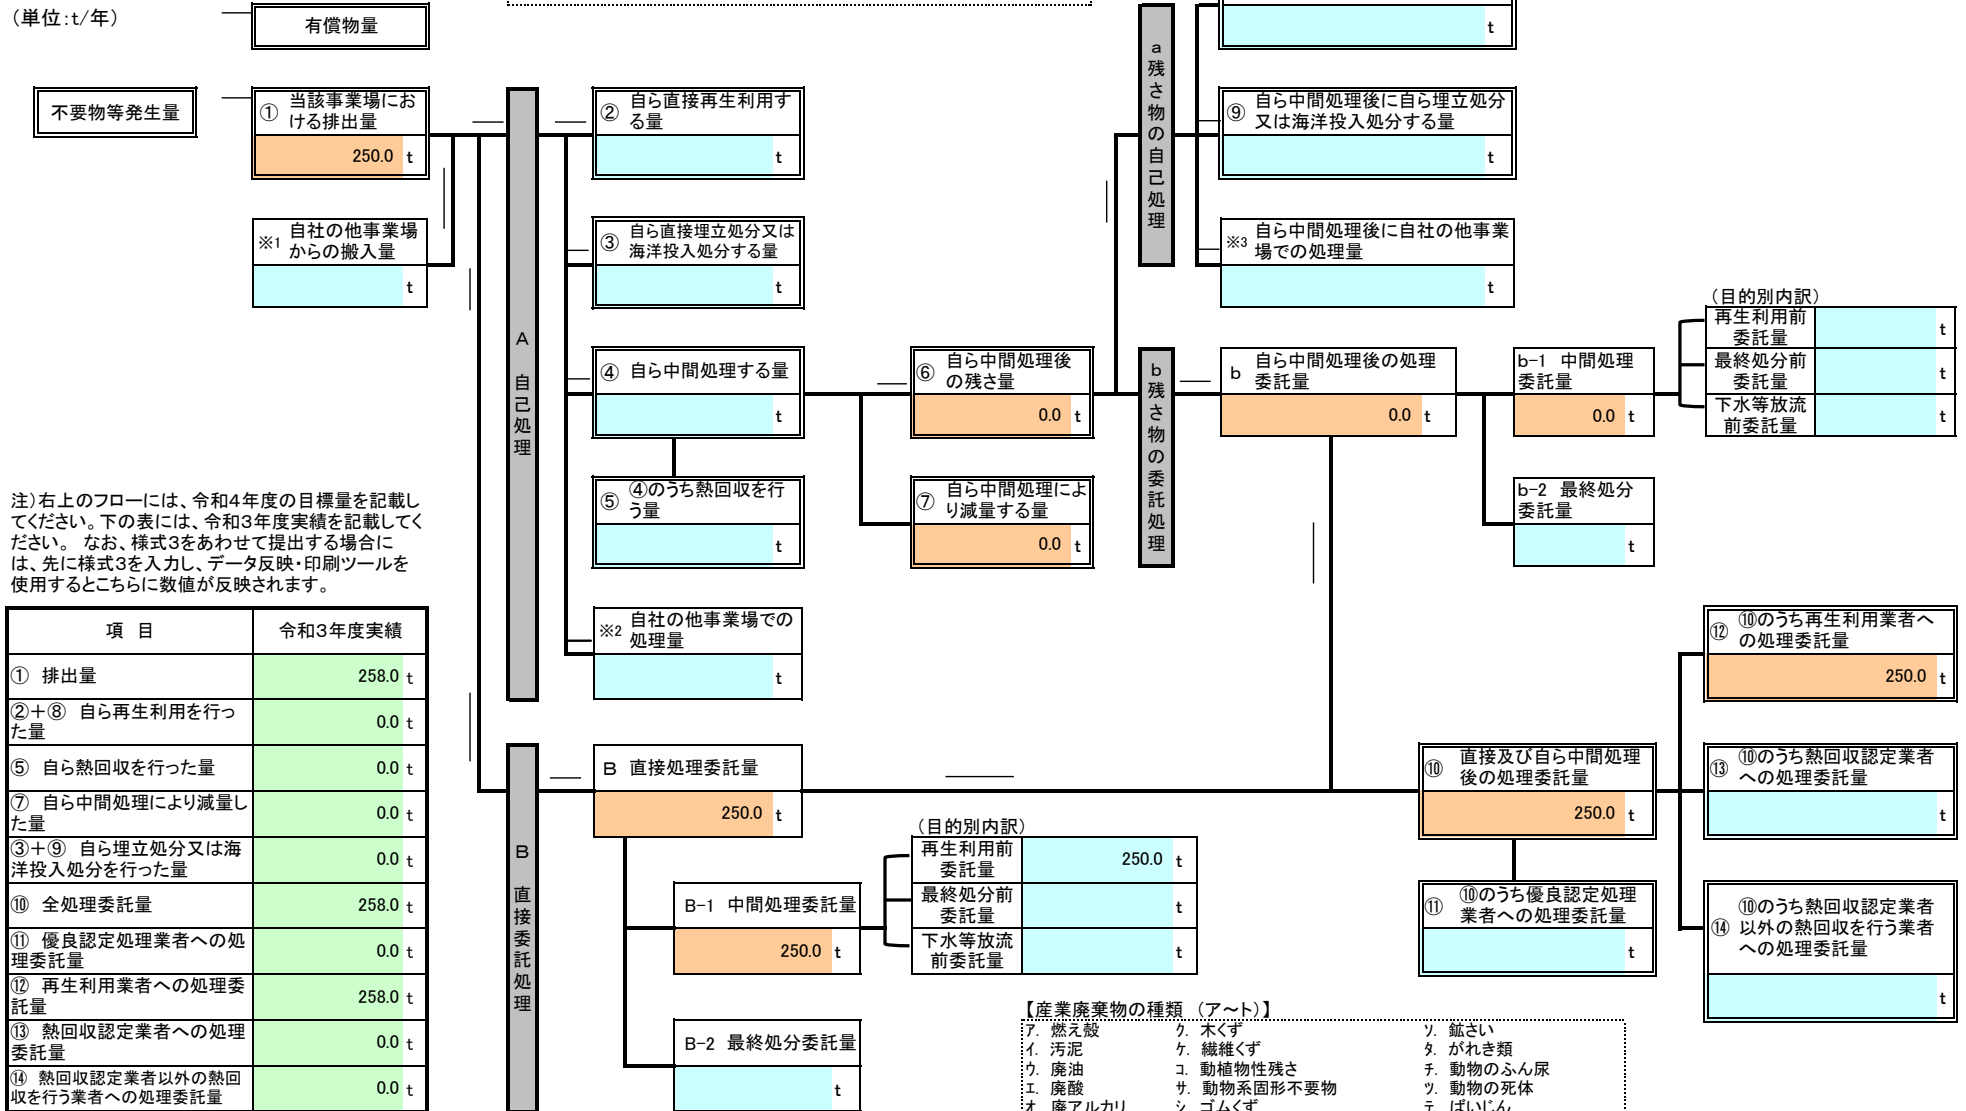 （単位：t/年）
有償物量
t
不要物等発生量
① 当該事業場にお
ける排出量
250.0 t
※1 自社の他事業場
からの搬入量
t
A 自己処理
② 自ら直接再生利用す
る量
t
③ 自ら直接埋立処分又は
海洋投入処分する量
t
④ 自ら中間処理する量
t
⑤ ④のうち熱回収を行
う量
t
※2 自社の他事業場での
処理量
t
⑥ 自ら中間処理後
の残さ量
0.0 t
⑦ 自ら中間処理によ
り減量する量
0.0 t
a 残さ物の自己処理
⑨ 自ら中間処理後に自ら埋立処分
又は海洋投入処分する量
t
※3 自ら中間処理後に自社の他事業
場での処理量
t
b 残さ物の委託処理
b 自ら中間処理後の処理
委託量
0.0 t
b-1 中間処理
委託量
0.0 t
（目的別内訳）
再生利用前
委託量
t
最終処分前
委託量
t
下水等放流
前委託量
t
b-2 最終処分
委託量
t
注）右上のフローには、令和4年度の目標量を記載し
てください。下の表には、令和3年度実績を記載してく
ださい。 なお、様式3をあわせて提出する場合に
は、先に様式3を入力し、データ反映・印刷ツールを
使用するとこちらに数値が反映されます。
項 目 令和3年度実績
① 排出量 258.0 t
②＋⑧ 自ら再生利用を行っ
た量 0.0 t
⑤ 自ら熱回収を行った量 0.0 t
⑦ 自ら中間処理により減量し
た量 0.0 t
③＋⑨ 自ら埋立処分又は海
洋投入処分を行った量 0.0 t
⑩ 全処理委託量 258.0 t
⑪ 優良認定処理業者への処
理委託量 0.0 t
⑫ 再生利用業者への処理委
託量 258.0 t
⑬ 熱回収認定業者への処理
委託量 0.0 t
⑭ 熱回収認定業者以外の熱回
収を行う業者への処理委託量 0.0 t
B 直接委託処理
B 直接処理委託量
250.0 t
B-1 中間処理委託量
250.0 t
（目的別内訳）
再生利用前
委託量
250.0 t
最終処分前
委託量
t
下水等放流
前委託量
t
B-2 最終処分委託量
t
⑩ 直接及び自ら中間処理
後の処理委託量
250.0 t
⑪ ⑩のうち優良認定処理
業者への処理委託量
t
⑫ ⑩のうち再生利用業者へ
の処理委託量
250.0 t
⑬ ⑩のうち熱回収認定業者
への処理委託量
t
⑭ ⑩のうち熱回収認定業者
以外の熱回収を行う業者
への処理委託量
t
【産業廃棄物の種類 （ア～ト）】
ア. 燃え殻 ク. 木くず ソ. 鉱さい
イ. 汚泥 ケ. 繊維くず タ. がれき類
ウ. 廃油 コ. 動植物性残さ チ. 動物のふん尿
エ. 廃酸 サ. 動物系固形不要物 ツ. 動物の死体
オ. 廃アルカリ シ. ゴムくず テ. ばいじん